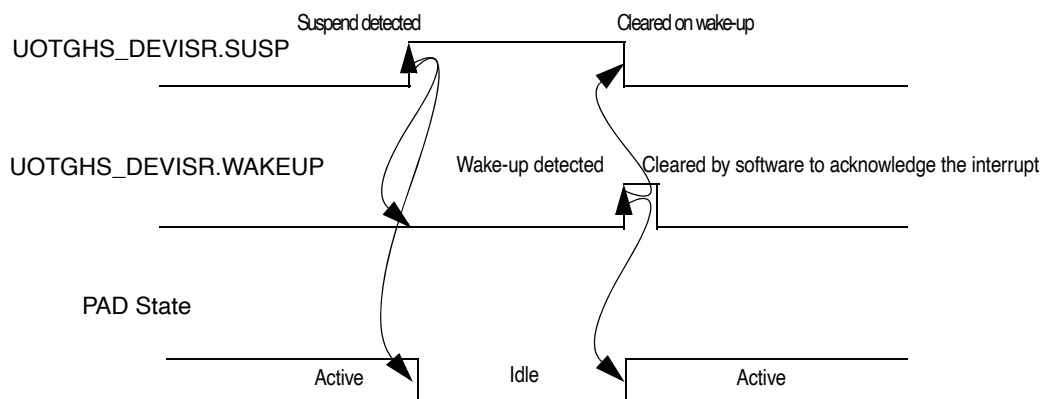 Suspend detected
Cleared on wake-up
UOTGHS_DEVISR.SUSP
UOTGHS_DEVISR.WAKEUP
Wake-up detected
Cleared by software to acknowledge the interrupt
PAD State
Active
Idle
Active